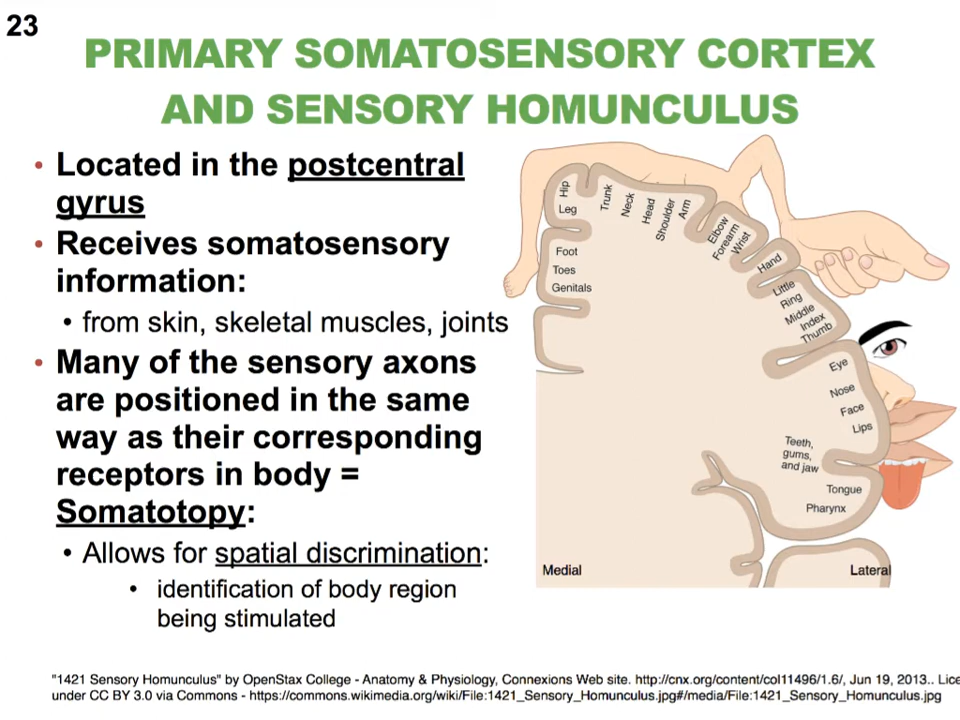 23
PRIMARY SOMATOSENSORY CORTEX
AND SENSORY HOMUNCULUS
• Located in the postcentral
gyrus
• Receives somatosensory
information:
• from skin, skeletal muscles, joints
• Many of the sensory axons
are positioned in the same
way as their corresponding
receptors in body =
Somatotopy:
• Allows for spatial discrimination:
• identification of body region
being stimulated
Hip
Leg
Foot
Toes
Genitals
Trunk
Neck
Head
Shoulder
Arm
Elbow
Forearm
Wrist
Hand
Little
Ring
Middle
Index
Thumb
Eye
Nose
Face
Lips
Teeth,
gums,
and jaw
Tongue
Pharynx
Medial
Lateral
"1421 Sensory Homunculus" by OpenStax College - Anatomy & Physiology, Connexions Web site. http://cnx.org/content/col11496/1.6/, Jun 19, 2013.. Lice
under CC BY 3.0 via Commons - https://commons.wikimedia.org/wiki/File:1421_Sensory_Homunculus.jpg#/media/File:1421_Sensory_Homunculus.jpg